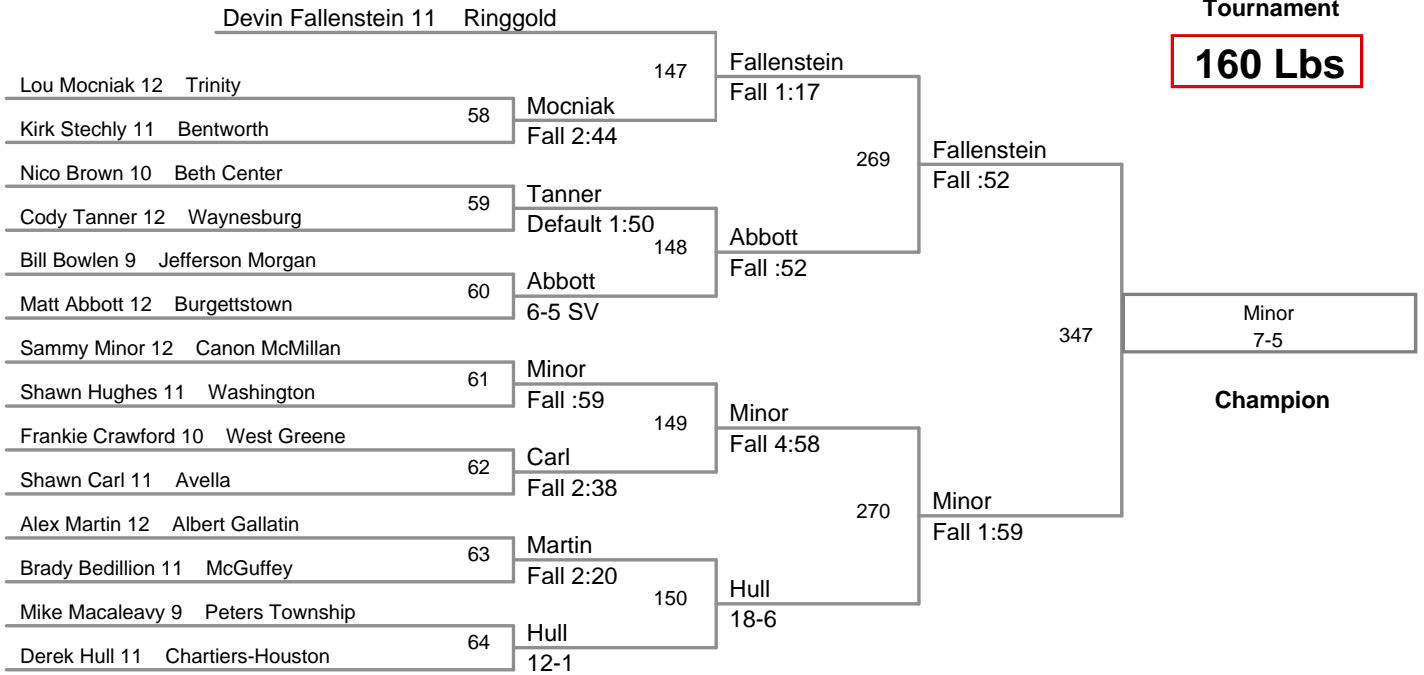 Tournament
160 Lbs
Devin Fallenstein 11 Ringgold
Lou Mocniak 12 Trinity
Kirk Stechly 11 Bentworth
Nico Brown 10 Beth Center
Cody Tanner 12 Waynesburg
Bill Bowlen 9 Jefferson Morgan
Matt Abbott 12 Burgettstown
Sammy Minor 12 Canon McMillan
Shawn Hughes 11 Washington
Frankie Crawford 10 West Greene
Shawn Carl 11 Avella
Alex Martin 12 Albert Gallatin
Brady Bedillion 11 McGuffey
Mike Macaleavy 9 Peters Township
Derek Hull 11 Chartiers-Houston
58
Mocniak
Fall 2:44
59
Tanner
Default 1:50
60
Abbott
6-5 SV
61
Minor
Fall :59
62
Carl
Fall 2:38
63
Martin
Fall 2:20
64
Hull
12-1
147
Fallenstein
Fall 1:17
148
Abbott
Fall :52
149
Minor
Fall 4:58
150
Hull
18-6
269
Fallenstein
Fall :52
270
Minor
Fall 1:59
347
Minor
7-5
Champion